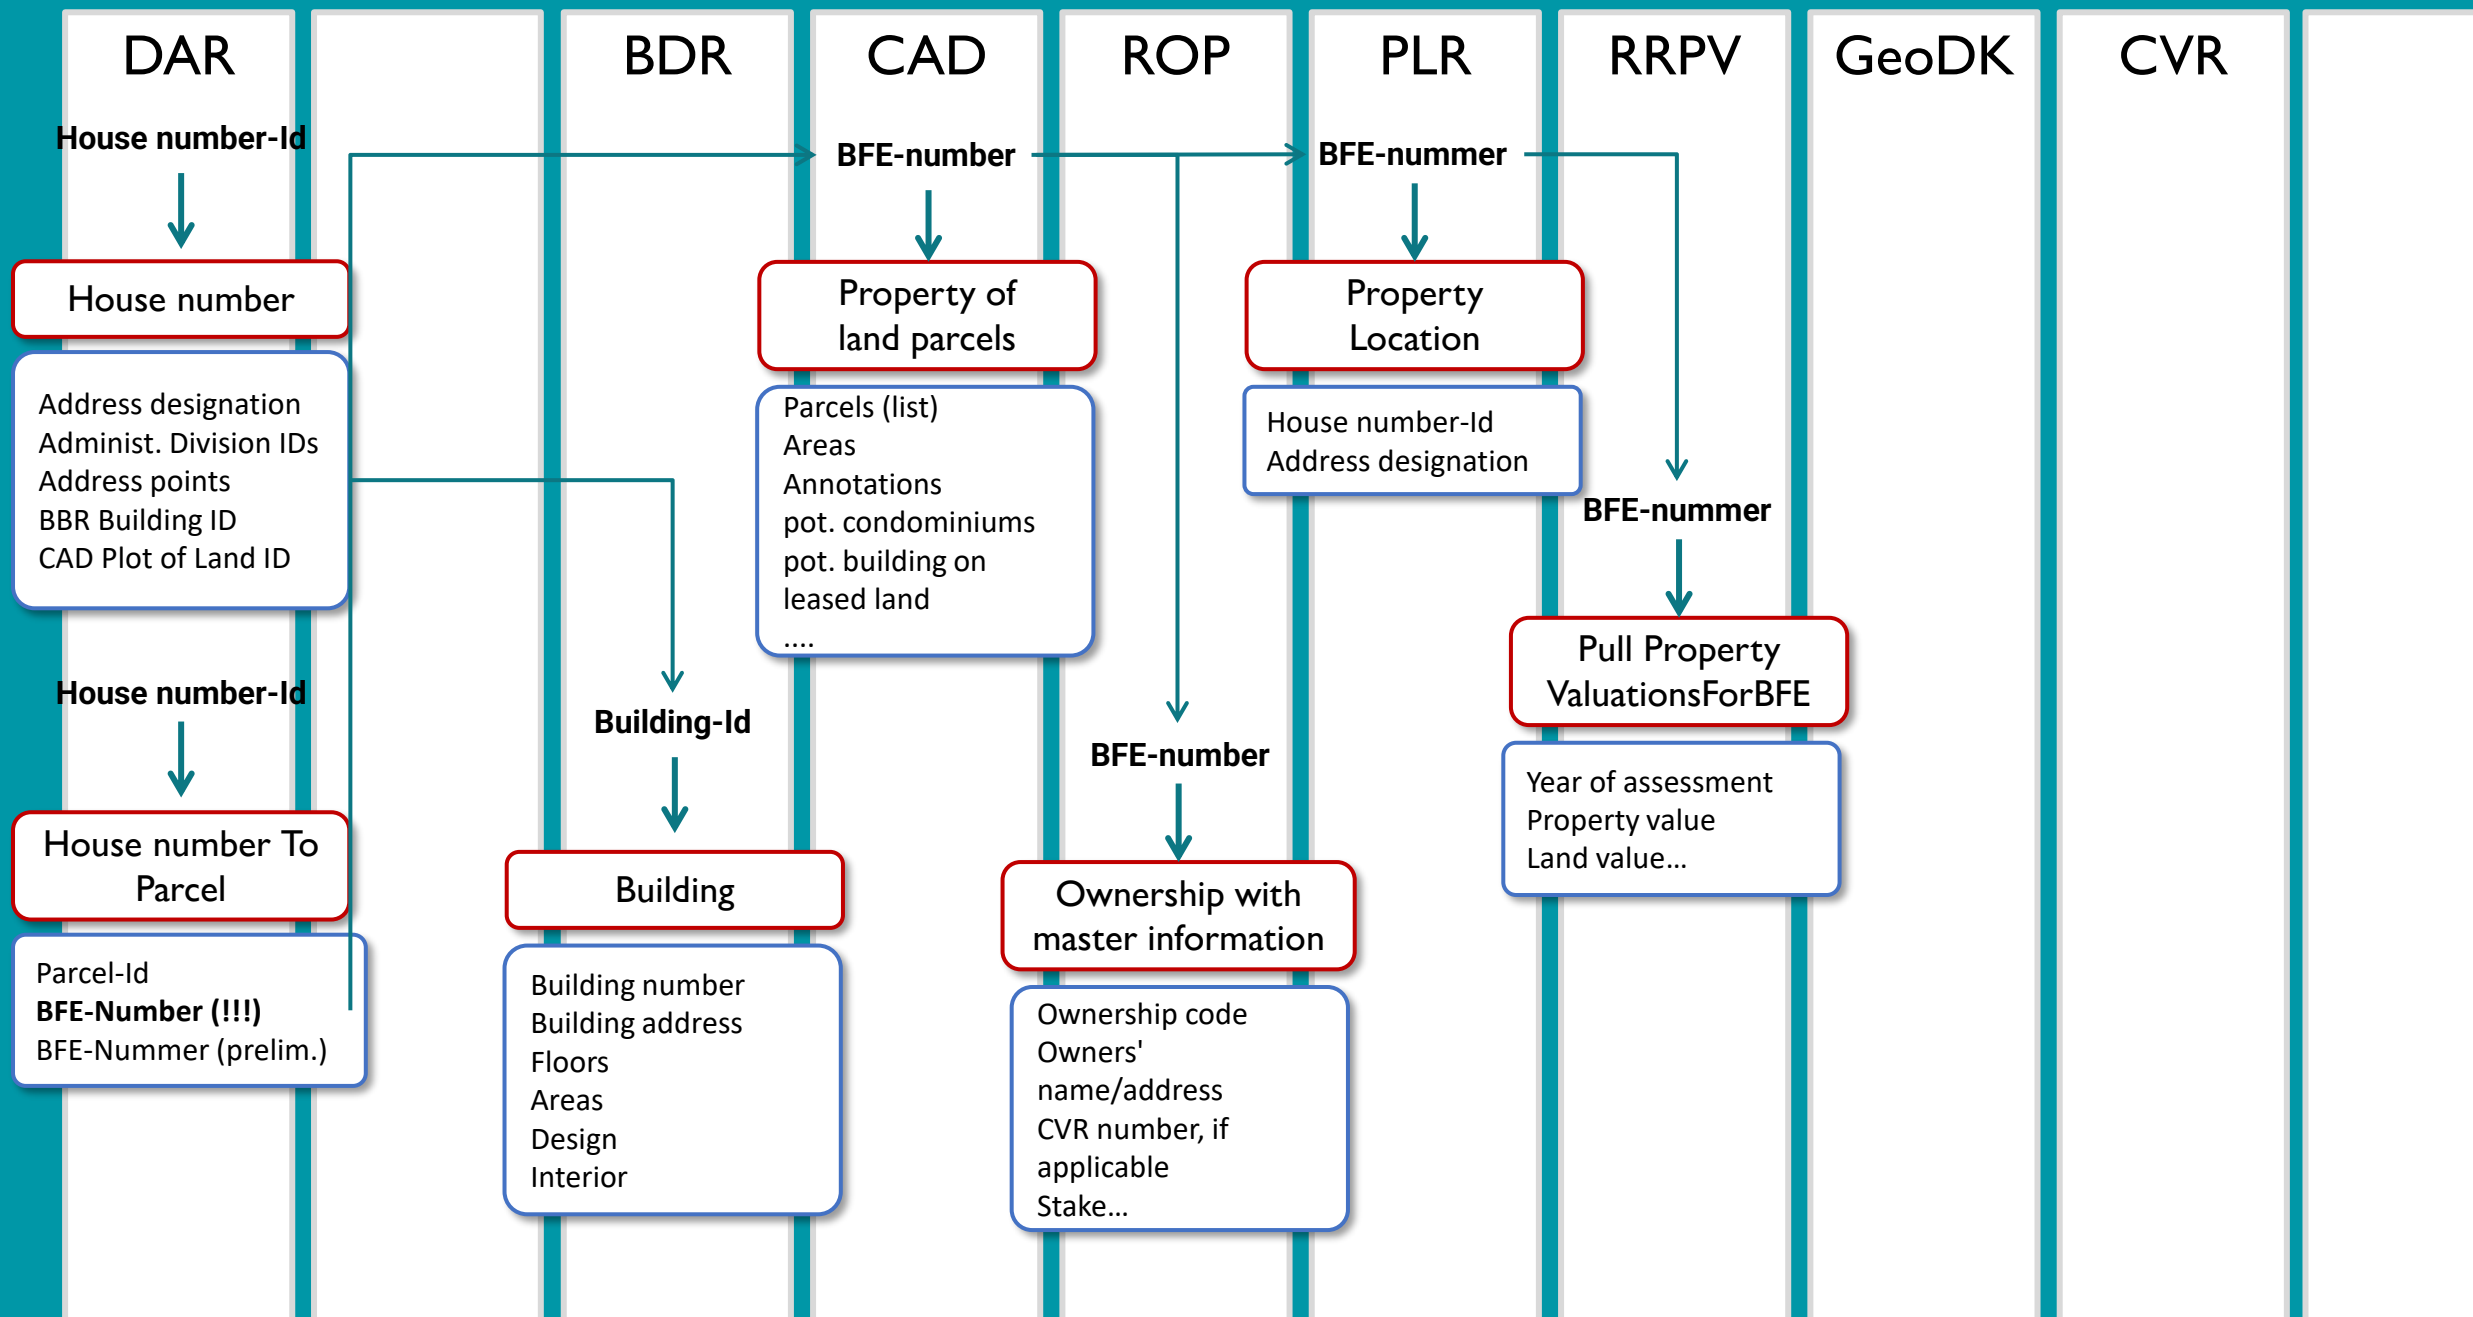 DAR
BDR
CAD
ROP
PLR
RRPV
GeoDK
CVR
House number-Id
House number
Address designation
Administ. Division IDs
Address points
BBR Building ID
CAD Plot of Land ID
House number-Id
House number To
Parcel
Parcel-Id
BFE-Number (!!!)
BFE-Nummer (prelim.)
Building-Id
Building
Building number
Building address
Floors
Areas
Design
Interior
BFE-number
Property of
land parcels
Parcels (list)
Areas
Annotations
pot. condominiums
pot. building on
leased land
....
BFE-number
Ownership with
master information
Ownership code
Owners'
name/address
CVR number, if
applicable
Stake...
BFE-nummer
Property
Location
House number-Id
Address designation
BFE-nummer
Pull Property
ValuationsForBFE
Year of assessment
Property value
Land value...